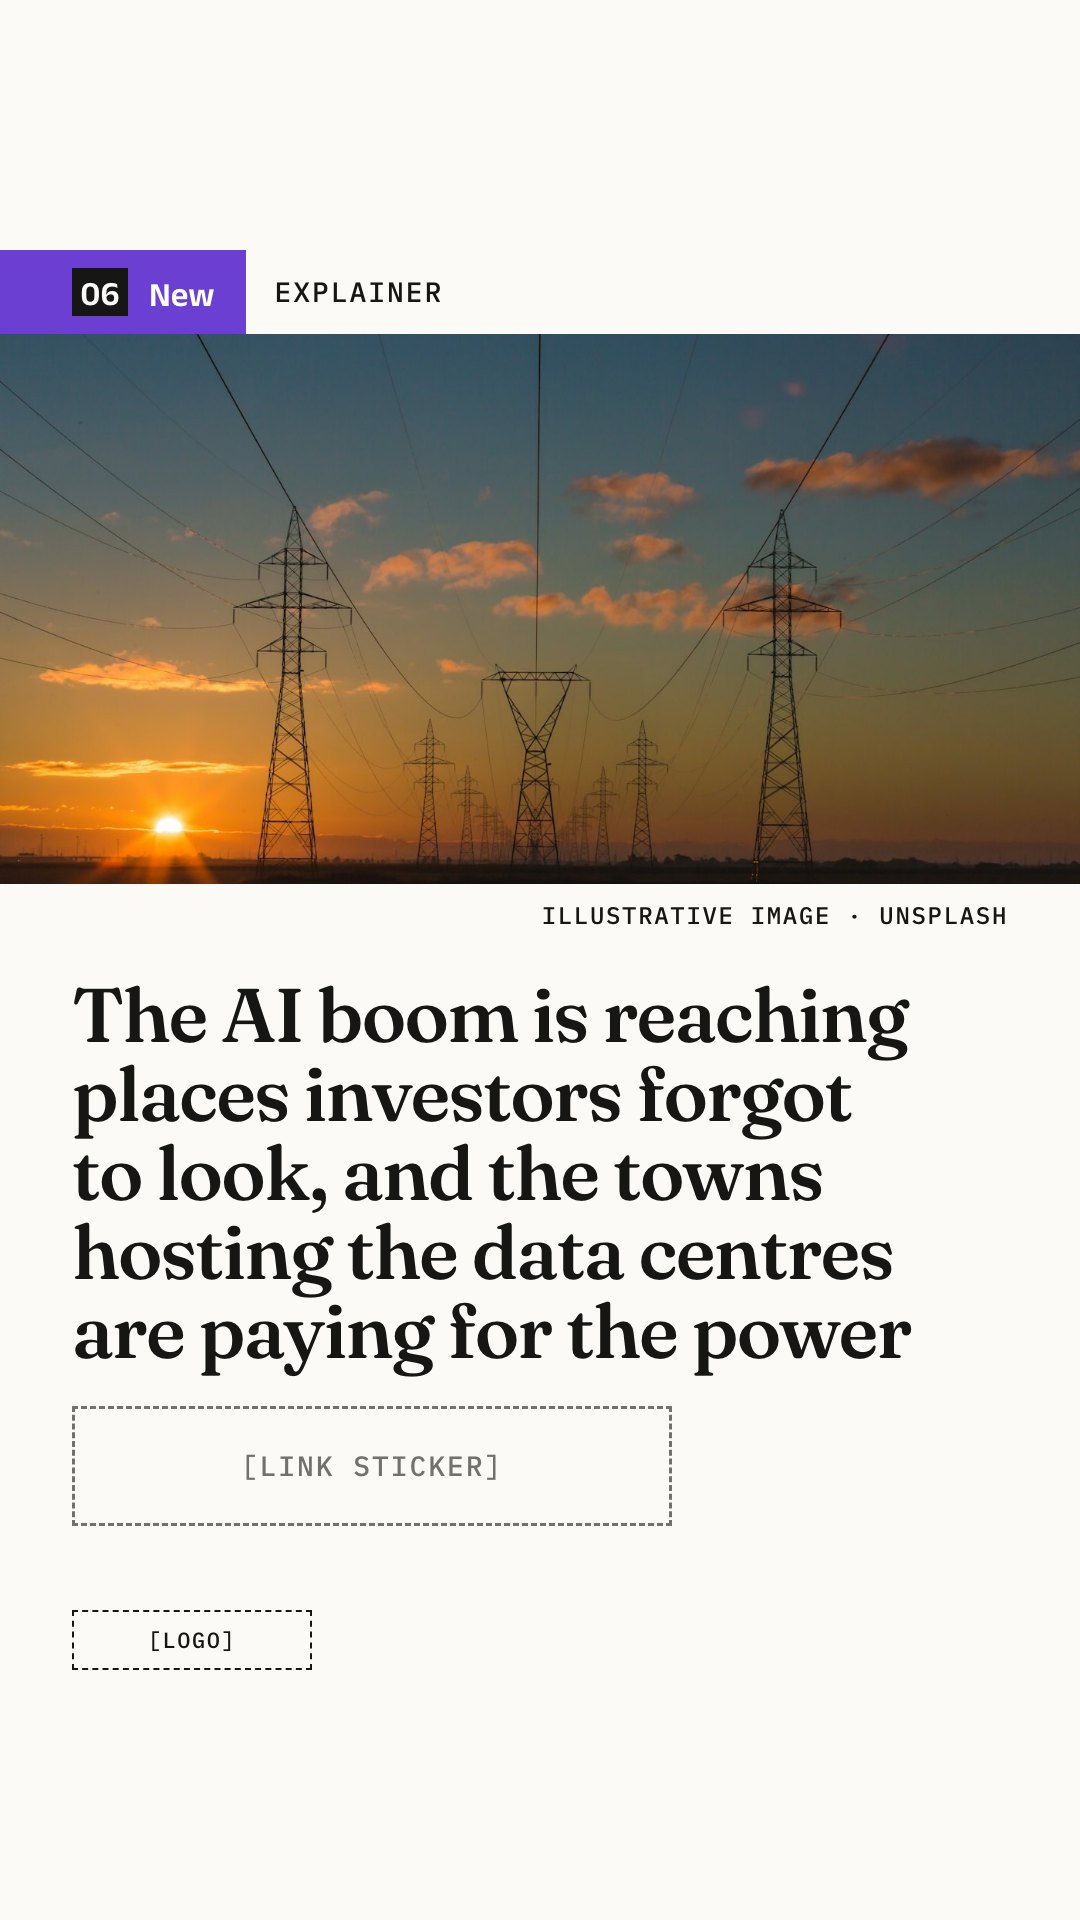 06 New EXPLAINER
ILLUSTRATIVE IMAGE · UNSPLASH
The AI boom is reaching
places investors forgot
to look, and the towns
hosting the data centres
are paying for the power
[LINK STICKER]
[LOGO]